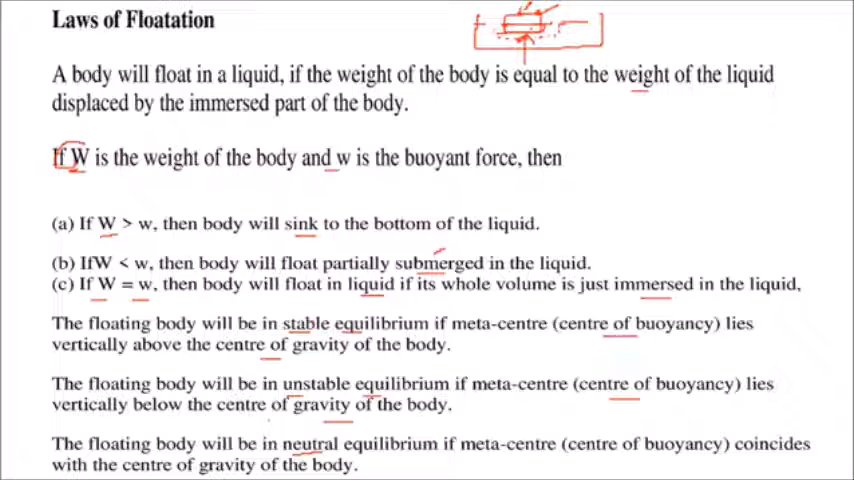 Laws of Floatation
A body will float in a liquid, if the weight of the body is equal to the weight of the liquid
displaced by the immersed part of the body.
If W is the weight of the body and w is the buoyant force, then
(a) If W > w, then body will sink to the bottom of the liquid.
(b) IfW < w, then body will float partially submerged in the liquid.
(c) If W = w, then body will float in liquid if its whole volume is just immersed in the liquid,
The floating body will be in stable equilibrium if meta-centre (centre of buoyancy) lies
vertically above the centre of gravity of the body.
The floating body will be in unstable equilibrium if meta-centre (centre of buoyancy) lies
vertically below the centre of gravity of the body.
The floating body will be in neutral equilibrium if meta-centre (centre of buoyancy) coincides
with the centre of gravity of the body.